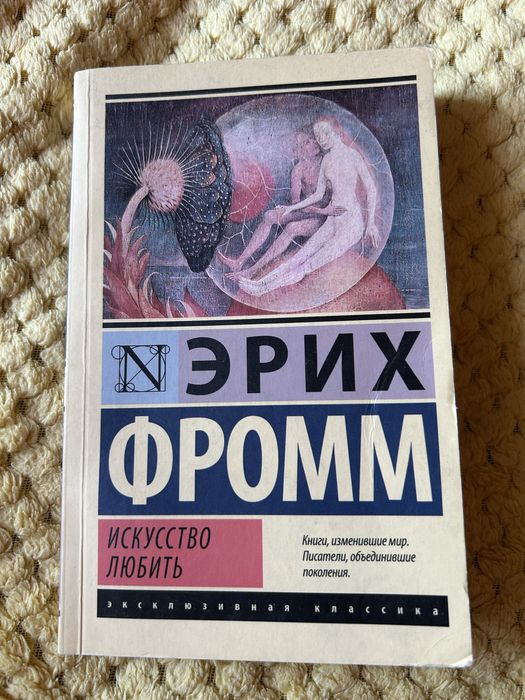 N
ЭРИХ
ФРОММ
ИСКУССТВО
ЛЮБИТЬ
Книги, изменившие мир.
Писатели, объединившие
поколения.
эксклюзивная классика